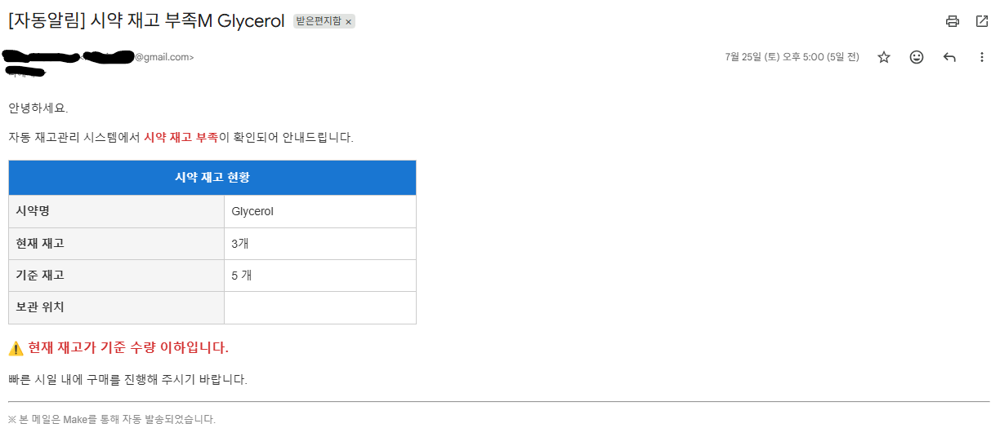 [자동알림] 시약 재고 부족M Glycerol 받은편지함 ×
@gmail.com>
7월 25일 (토) 오후 5:00 (5일 전)
안녕하세요.
자동 재고관리 시스템에서 시약 재고 부족이 확인되어 안내드립니다.
시약 재고 현황
시약명 Glycerol
현재 재고 3개
기준 재고 5 개
보관 위치
⚠️ 현재 재고가 기준 수량 이하입니다.
빠른 시일 내에 구매를 진행해 주시기 바랍니다.
※ 본 메일은 Make를 통해 자동 발송되었습니다.